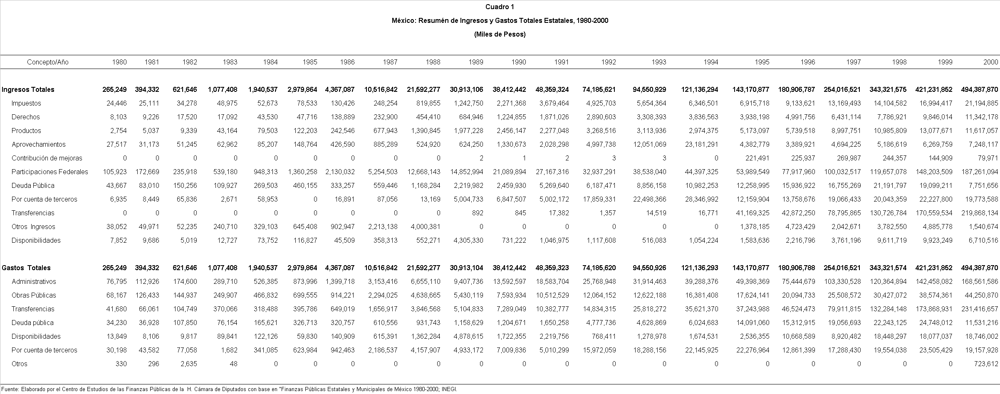 Cuadro 1
México: Resumén de Ingresos y Gastos Totales Estatales, 1980-2000
(Miles de Pesos)
Concepto/Año 1980 1981 1982 1983 1984 1985 1986 1987 1988 1989 1990 1991 1992 1993 1994 1995 1996 1997 1998 1999 2000
Ingresos Totales 265,249 394,332 621,646 1,077,408 1,940,537 2,979,864 4,367,087 10,516,842 21,592,277 30,913,106 38,412,442 48,359,324 74,185,621 94,550,929 121,136,294 143,170,877 180,906,787 254,016,521 343,321,575 421,231,852 494,387,870
Impuestos 24,446 25,111 34,278 48,975 52,673 78,533 130,426 248,254 819,855 1,242,750 2,271,368 3,679,464 4,925,703 5,654,364 6,346,501 6,915,718 9,133,621 13,169,493 14,104,582 16,994,417 21,194,885
Derechos 8,103 9,226 17,520 17,092 43,530 47,716 138,889 232,900 454,410 684,946 1,224,855 1,871,026 2,890,603 3,308,393 3,836,563 3,938,198 4,991,756 6,431,114 7,786,921 9,846,014 11,342,178
Productos 2,754 5,037 9,339 43,164 79,503 122,203 242,546 677,943 1,390,845 1,977,228 2,456,147 2,277,048 3,268,516 3,113,936 2,974,375 5,173,097 5,739,518 8,997,751 10,985,809 13,077,671 11,617,057
Aprovechamientos 27,517 31,173 51,245 62,962 85,207 148,764 426,590 885,289 524,920 624,250 1,330,673 2,028,298 4,997,738 12,051,069 23,181,291 4,382,779 3,389,921 4,694,225 5,186,619 6,269,759 7,248,117
Contribución de mejoras 0 0 0 0 0 0 0 0 0 2 1 2 3 3 0 221,491 225,937 269,987 244,357 144,909 79,971
Participaciones Federales 105,923 172,669 235,918 539,180 948,313 1,360,258 2,130,032 5,254,503 12,668,143 14,852,994 21,089,894 27,167,316 32,937,291 38,538,040 44,397,325 53,989,549 77,917,960 100,032,517 119,657,078 148,203,509 187,261,094
Deuda Pública 43,667 83,010 150,256 109,927 269,503 460,155 333,257 559,446 1,168,284 2,219,982 2,459,930 5,269,640 6,187,471 8,856,158 10,982,253 12,258,995 15,936,922 16,755,269 21,191,797 19,099,211 7,751,656
Por cuenta de terceros 6,935 8,449 65,836 2,671 58,953 0 16,891 87,056 13,169 5,004,733 6,847,507 5,002,172 17,859,331 22,498,366 28,346,992 12,159,904 13,758,676 19,066,433 20,043,359 22,227,800 19,773,588
Transferencias 0 0 0 0 0 0 0 0 0 892 845 17,382 1,357 14,519 16,771 41,169,325 42,872,250 78,795,865 130,726,784 170,559,534 219,868,134
Otros Ingresos 38,052 49,971 52,235 240,710 329,103 645,408 902,947 2,213,138 4,000,381 0 0 0 0 0 0 1,378,185 4,723,429 2,042,671 3,782,550 4,885,778 1,540,674
Disponibilidades 7,852 9,686 5,019 12,727 73,752 116,827 45,509 358,313 552,271 4,305,330 731,222 1,046,975 1,117,608 516,083 1,054,224 1,583,636 2,216,796 3,761,196 9,611,719 9,923,249 6,710,516
Gastos Totales 265,249 394,332 621,646 1,077,408 1,940,537 2,979,864 4,367,087 10,516,842 21,592,277 30,913,104 38,412,442 48,359,323 74,185,620 94,550,926 121,136,293 143,170,877 180,906,788 254,016,521 343,321,574 421,231,852 494,387,870
Administrativos 76,795 112,926 174,600 289,710 526,385 873,996 1,399,718 3,153,416 6,655,110 9,407,736 13,592,597 18,583,704 25,768,948 31,914,463 39,288,376 49,398,369 75,444,679 103,330,528 120,364,894 142,458,082 168,561,586
Obras Públicas 68,167 126,433 144,937 249,907 466,832 699,555 914,221 2,294,025 4,638,665 5,430,119 7,593,934 10,512,529 12,064,152 12,622,188 16,381,408 17,624,141 20,094,733 25,508,572 30,427,072 38,574,361 44,250,870
Transferencias 41,680 66,061 104,749 370,066 318,488 395,786 649,019 1,656,917 3,846,568 5,104,833 7,289,049 10,382,777 14,834,315 25,818,272 35,621,370 37,243,988 46,524,473 79,911,815 132,284,148 173,868,931 231,416,657
Deuda pública 34,230 36,928 107,850 76,154 165,621 326,713 320,757 610,556 931,743 1,158,629 1,204,671 1,650,258 4,777,736 4,628,869 6,024,683 14,091,060 15,312,915 19,056,693 22,243,125 24,748,012 11,531,216
Disponibilidades 13,849 8,106 9,817 89,841 122,126 59,830 140,909 615,391 1,362,284 4,878,615 1,722,355 2,219,756 768,411 1,278,978 1,674,531 2,536,355 10,668,589 8,920,482 18,448,297 18,077,037 18,746,002
Por cuenta de terceros 30,198 43,582 77,058 1,682 341,085 623,984 942,463 2,186,537 4,157,907 4,933,172 7,009,836 5,010,299 15,972,059 18,288,156 22,145,925 22,276,964 12,861,399 17,288,430 19,554,038 23,505,429 19,157,928
Otros 330 296 2,635 48 0 0 0 0 0 0 0 0 0 0 0 0 0 0 0 0 723,612
Fuente: Elaborado por el Centro de Estudios de las Finanzas Públicas de la H. Cámara de Diputados con base en "Finanzas Públicas Estatales y Municipales de México 1980-2000; INEGI.